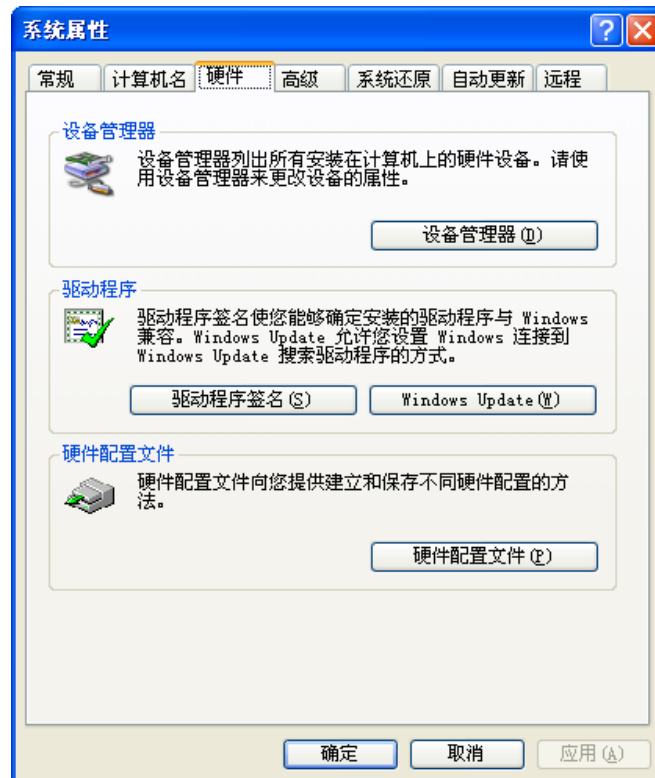 系统属性
常规 计算机名 硬件 高级 系统还原 自动更新 远程
设备管理器
设备管理器列出所有安装在计算机上的硬件设备。请使
用设备管理器来更改设备的属性。
设备管理器(D)
驱动程序
驱动程序签名使您能够确定安装的驱动程序与 Windows
兼容。Windows Update 允许您设置 Windows 连接到
Windows Update 搜索驱动程序的方式。
驱动程序签名(S) Windows Update(W)
硬件配置文件
硬件配置文件向您提供建立和保存不同硬件配置的方
法。
硬件配置文件(P)
确定 取消 应用(A)